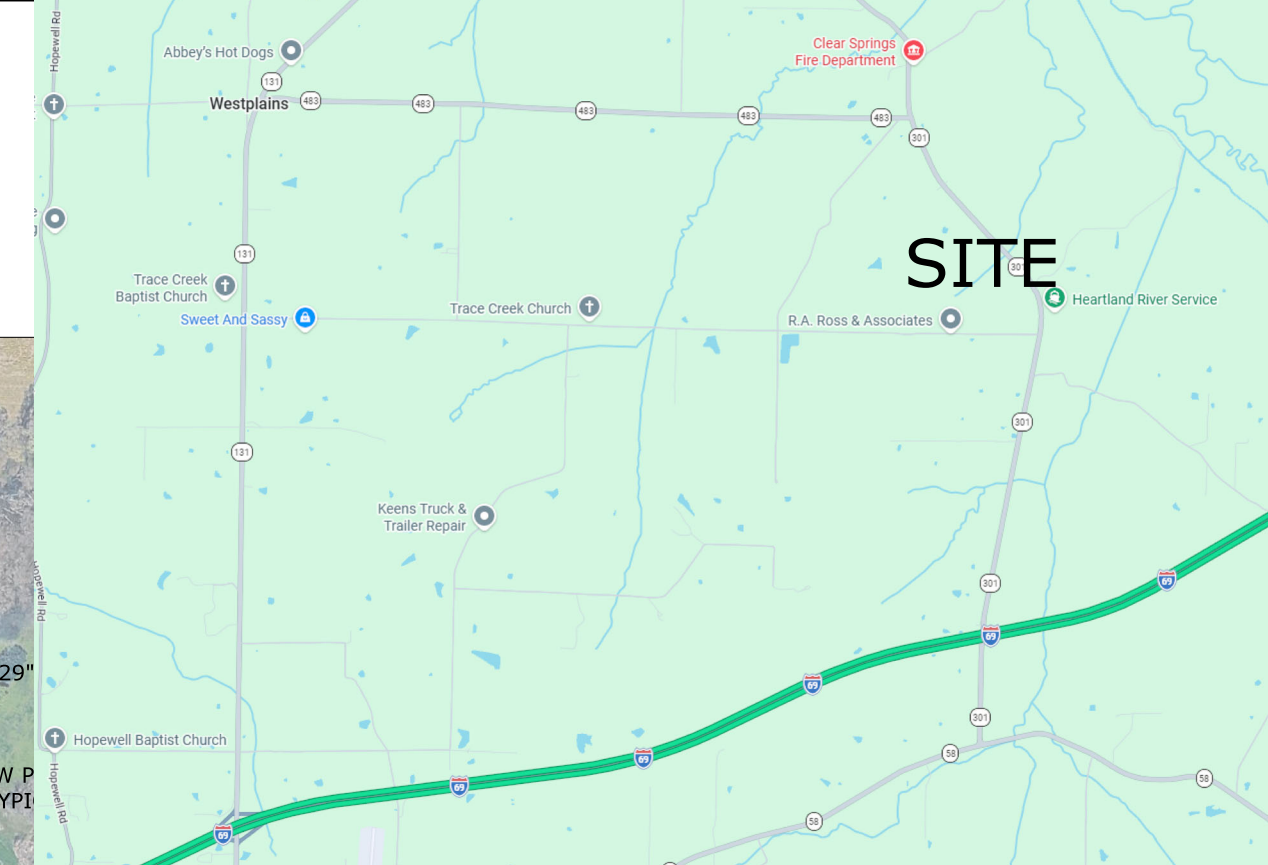 Hopewell Rd
Abbey's Hot Dogs
Clear Springs
Fire Department
131
Westplains
483
483
483
483
483
301
131
SITE
301
Trace Creek
Baptist Church
Heartland River Service
Trace Creek Church
Sweet And Sassy
R.A. Ross & Associates
301
131
Keens Truck &
Trailer Repair
Hopewell Rd
301
69
69
29"
69
301
Hopewell Baptist Church
58
69
W P
Hopewell Rd
58
69
YPI
58
69